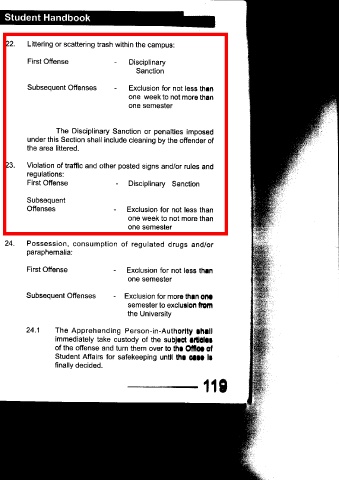 Student Handbook
22. Littering or scattering trash within the campus:
First Offense - Disciplinary
Sanction
Subsequent Offenses - Exclusion for not less than
one week to not more than
one semester
The Disciplinary Sanction or penalties imposed
under this Section shall include cleaning by the offender of
the area littered.
23. Violation of traffic and other posted signs and/or rules and
regulations:
First Offense - Disciplinary Sanction
Subsequent
Offenses - Exclusion for not less than
one week to not more than
one semester
24. Possession, consumption of regulated drugs and/or
paraphernalia:
First Offense - Exclusion for not less than
one semester
Subsequent Offenses - Exclusion for more than one
semester to exclusion from
the University
24.1 The Apprehending Person-in-Authority shall
immediately take custody of the subject articles
of the offense and turn them over to the Office of
Student Affairs for safekeeping until the case is
finally decided.
119